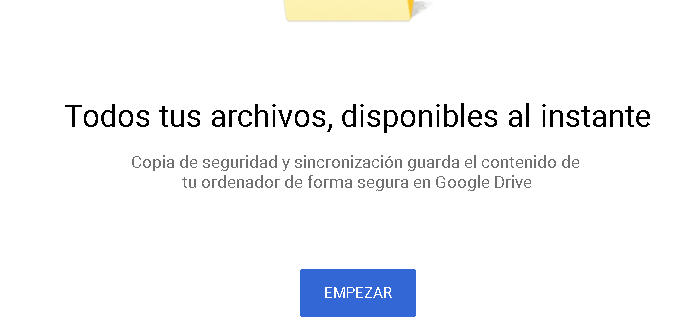 Todos tus archivos, disponibles al instante
Copia de seguridad y sincronización guarda el contenido de
tu ordenador de forma segura en Google Drive
EMPEZAR